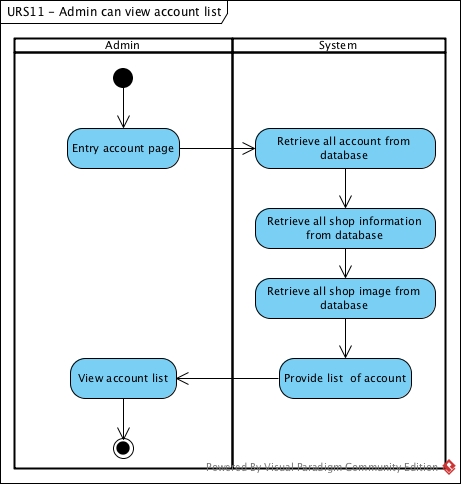 URS11 – Admin can view account list
Admin
System
Entry account page
Retrieve all account from
database
Retrieve all shop information
from database
Retrieve all shop image from
database
View account list
Provide list  of account
Powered By Visual Paradigm Community Edition